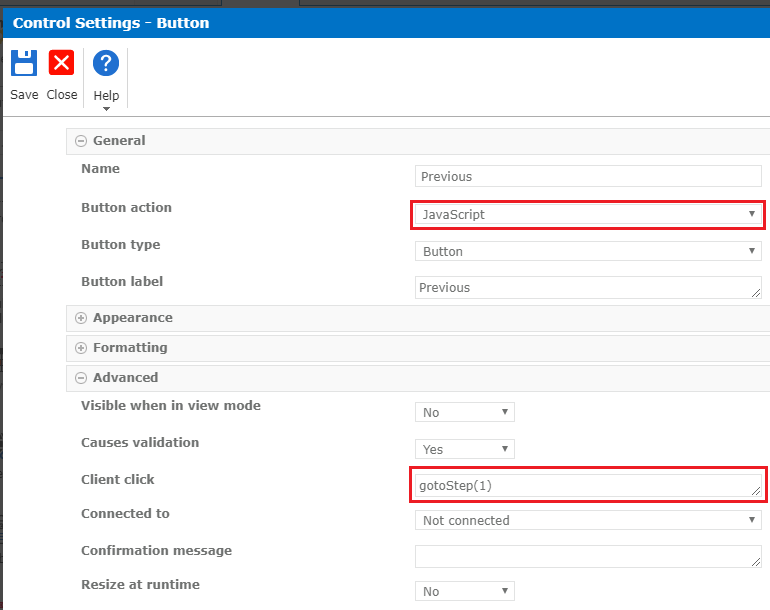 Control Settings - Button
Save Close Help
General
Name Previous
Button action JavaScript
Button type Button
Button label Previous
Appearance
Formatting
Advanced
Visible when in view mode No
Causes validation Yes
Client click gotoStep(1)
Connected to Not connected
Confirmation message
Resize at runtime No